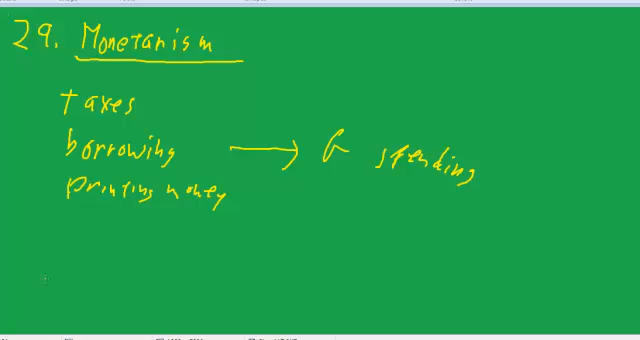 29. Monetarism
taxes
borrowing → G spending
printing money